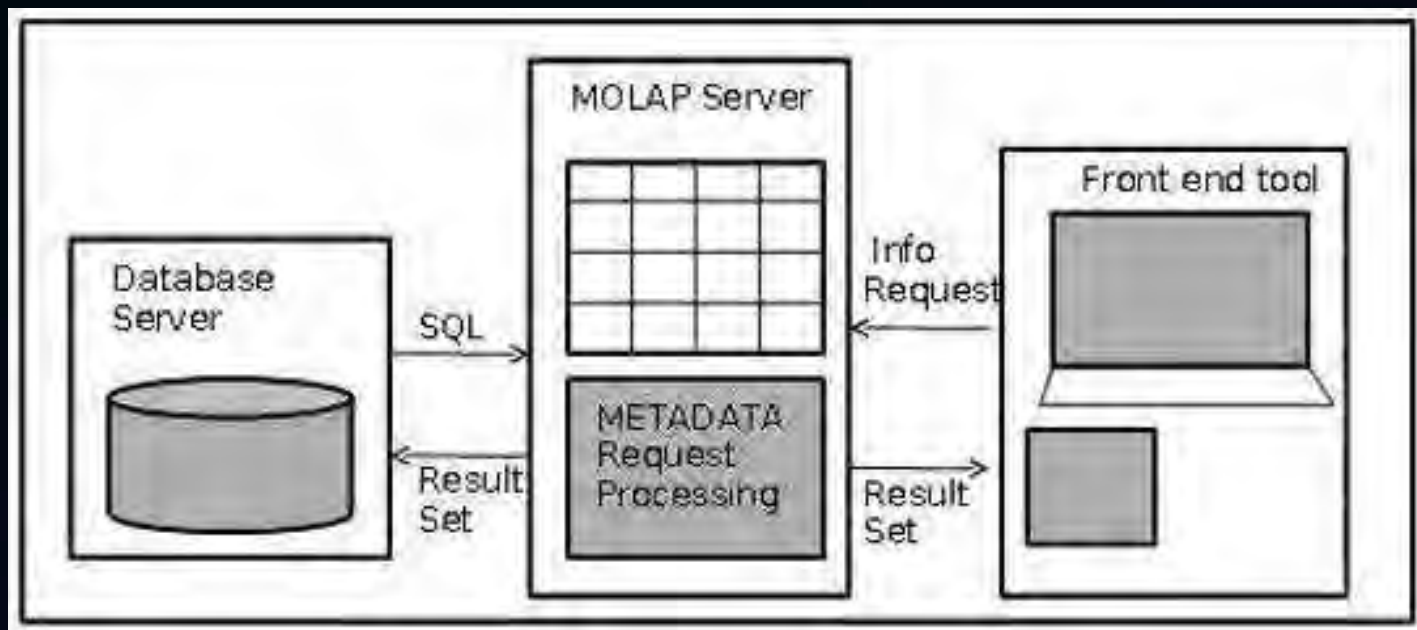 MOLAP Server
Front end tool
Database
Server
SQL
Info
Request
METADATA
Request
Processing
Result
Set
Result
Set